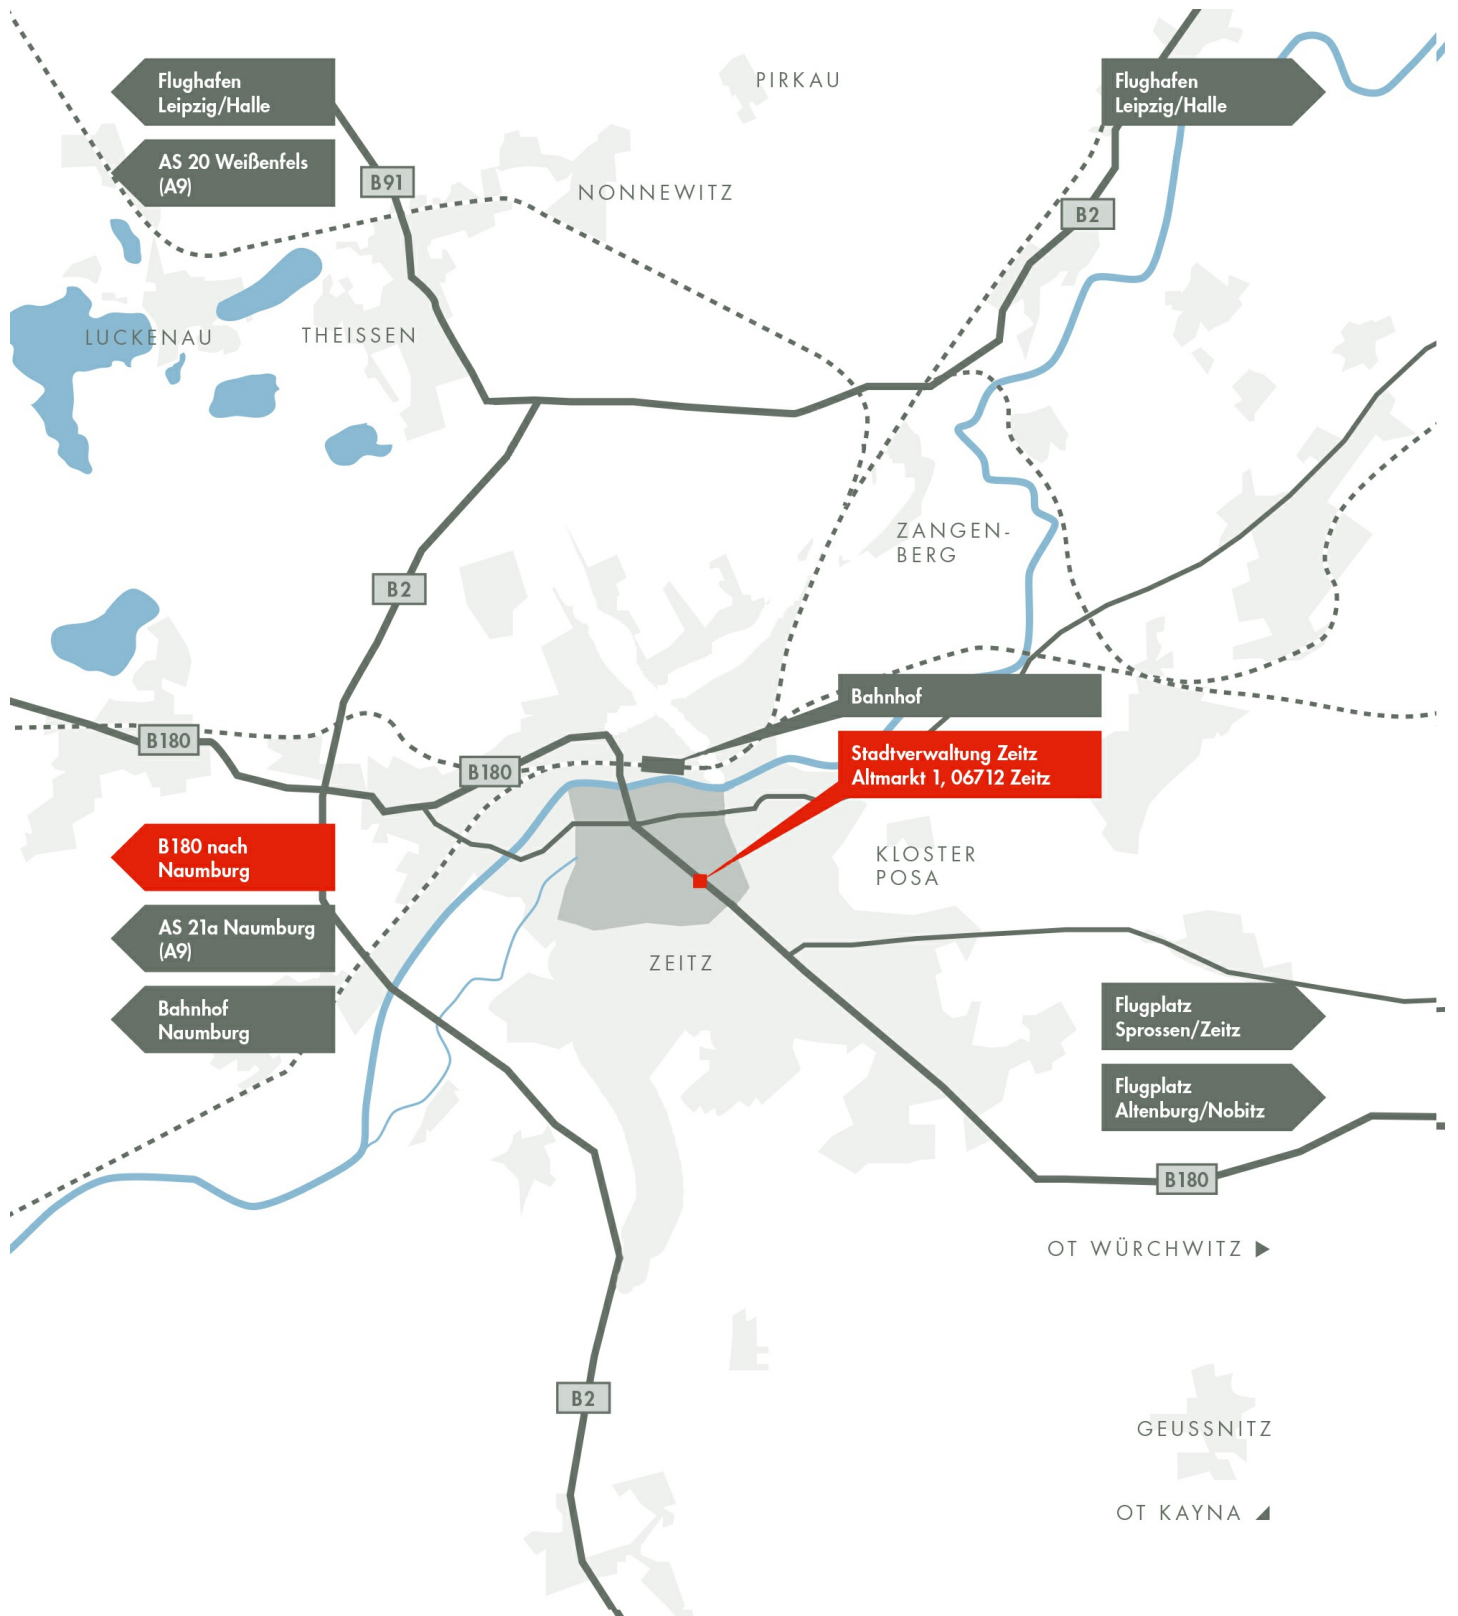 PIRKAU
Flughafen
Leipzig/Halle
Flughafen
Leipzig/Halle
AS 20 Weißenfels
(A9)
B91
NONNEWITZ
B2
LUCKENAU
THEISSEN
ZANGEN-
BERG
B2
Bahnhof
B180
B180
Stadtverwaltung Zeitz
Altmarkt 1, 06712 Zeitz
B180 nach
Naumburg
KLOSTER
POSA
AS 21a Naumburg
(A9)
ZEITZ
Bahnhof
Naumburg
Flugplatz
Sprossen/Zeitz
Flugplatz
Altenburg/Nobitz
B180
OT WÜRCHWITZ
B2
GEUSSNITZ
OT KAYNA